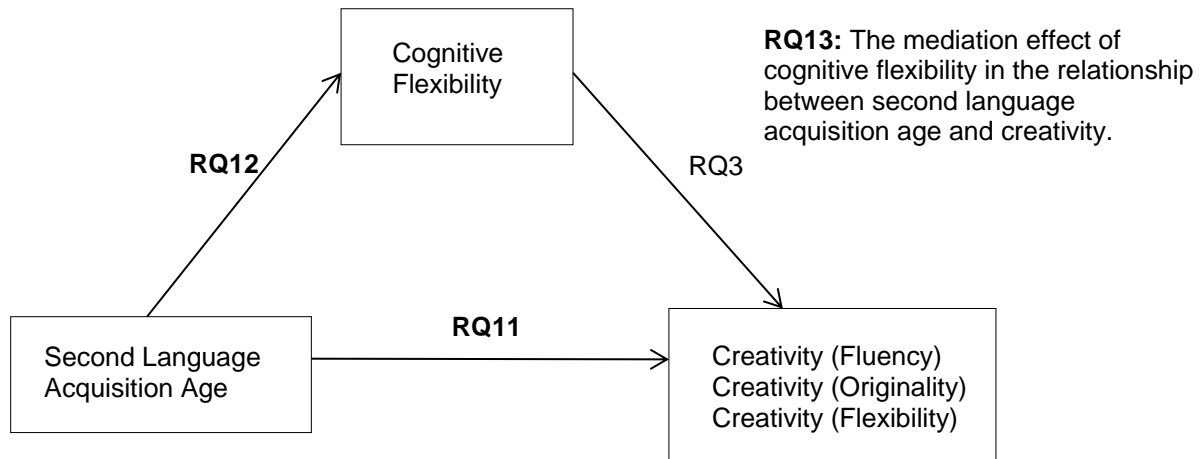 Cognitive
Flexibility
RQ13: The mediation effect of
cognitive flexibility in the relationship
between second language
acquisition age and creativity.
RQ12
RQ3
RQ11
Second Language
Acquisition Age
Creativity (Fluency)
Creativity (Originality)
Creativity (Flexibility)